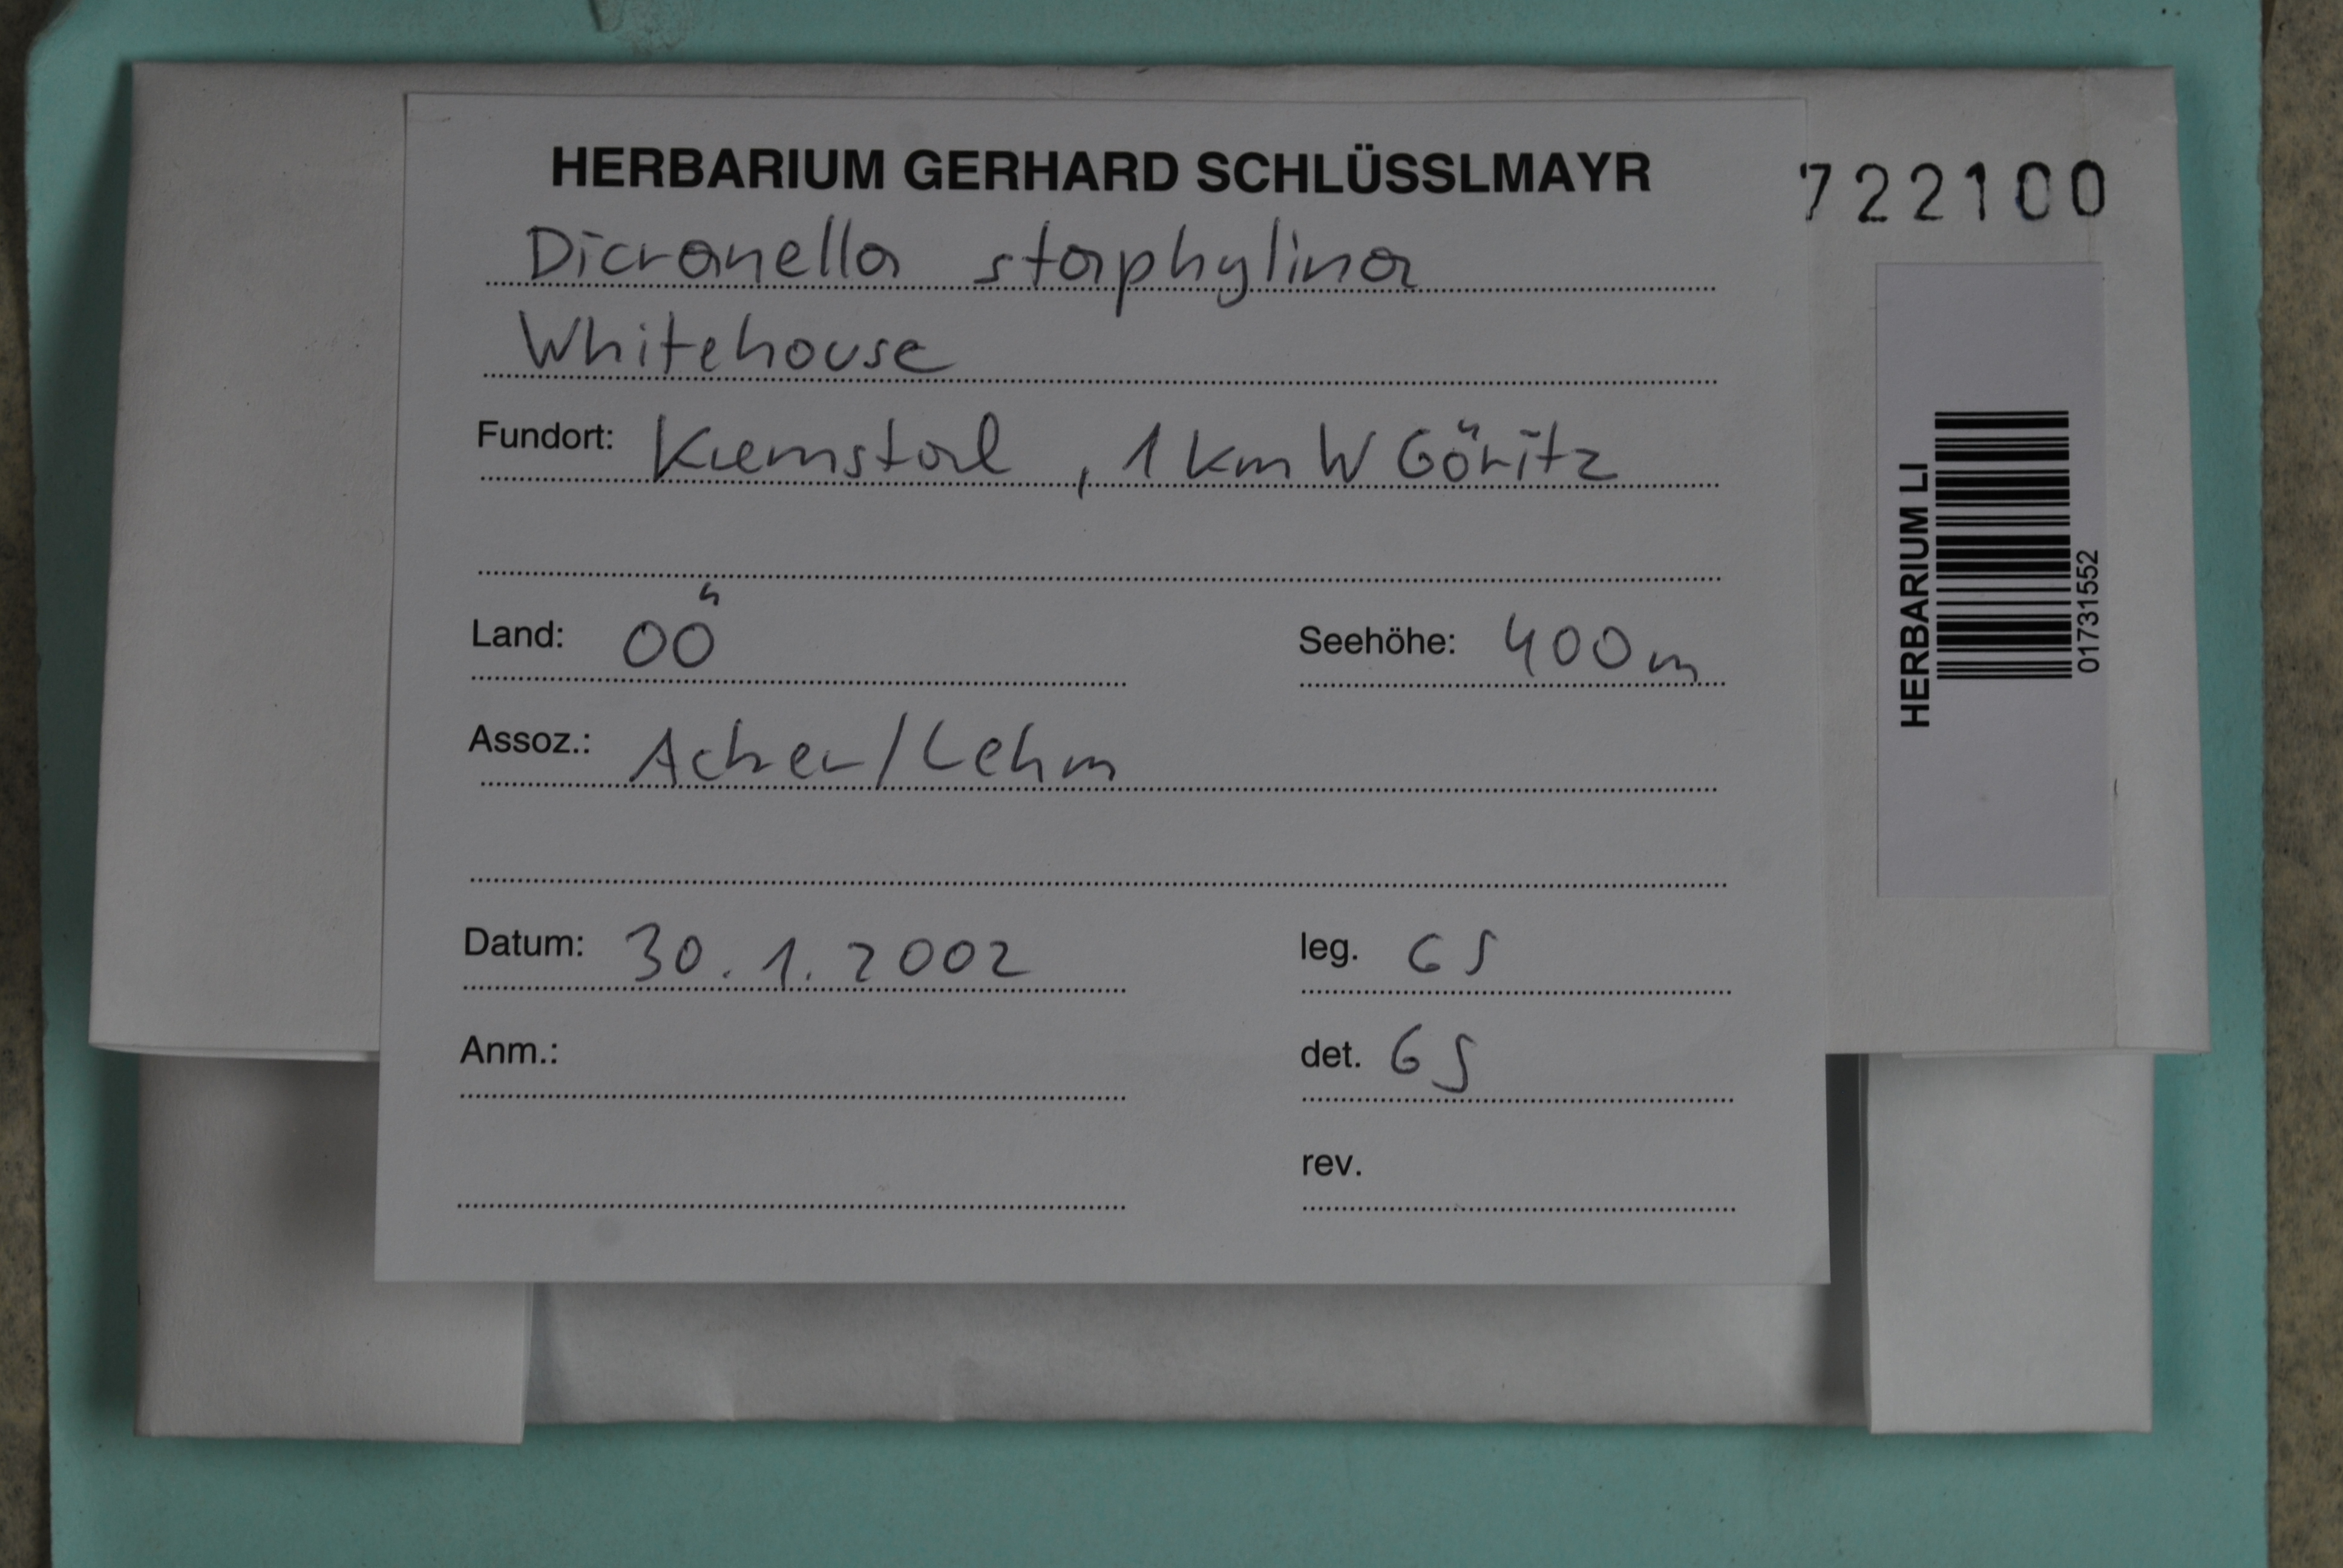 HERBARIUM GERHARD SCHLÜSSLMAYR
722100
Dicranella staphylina
Whitehouse
Fundort: Kremstal, 1 km W Göritz
Land: OÖ
Seehöhe: 400 m
Assoz.: Acker/Lehm
Datum: 30.1.2002
leg. GS
Anm.:
det. GS
rev.
HERBARIUM LI
01731552